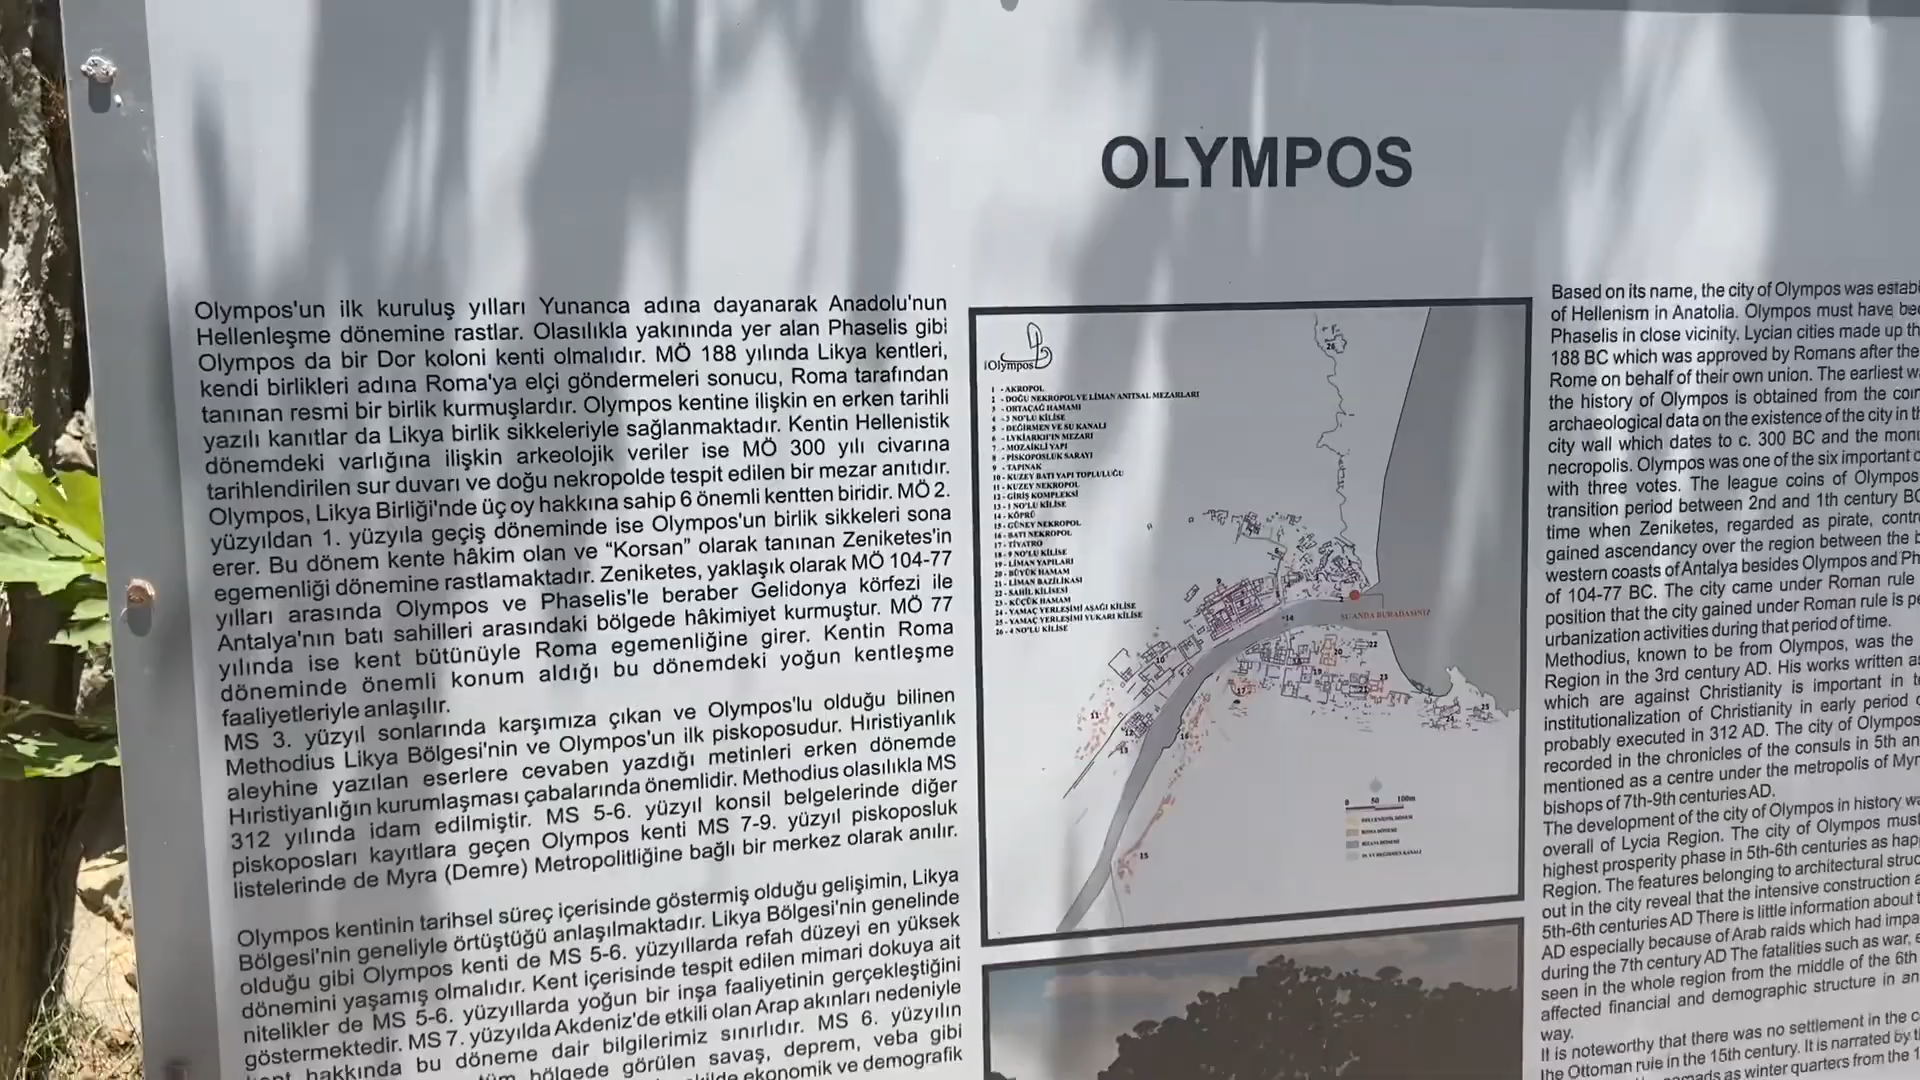 OLYMPOS
Olympos'un ilk kuruluş yılları Yunanca adına dayanarak Anadolu'nun
Hellenleşme dönemine rastlar. Olasılıkla yakınında yer alan Phaselis gibi
Olympos da bir Dor koloni kenti olmalıdır. MÖ 188 yılında Likya kentleri,
kendi birlikleri adına Roma'ya elçi göndermeleri sonucu, Roma tarafından
tanınan resmi bir birlik kurmuşlardır. Olympos kentine ilişkin en erken tarihli
yazılı kanıtlar da Likya birlik sikkeleriyle sağlanmaktadır. Kentin Hellenistik
dönemdeki varlığına ilişkin arkeolojik veriler ise MÖ 300 yılı civarına
tarihlendirilen sur duvarı ve doğu nekropolde tespit edilen bir mezar anıtıdır.
Olympos, Likya Birliği'nde üç oy hakkına sahip 6 önemli kentten biridir. MÖ 2.
yüzyıldan 1. yüzyıla geçiş döneminde ise Olympos'un birlik sikkeleri sona
erer. Bu dönem kente hâkim olan ve “Korsan” olarak tanınan Zeniketes'in
egemenliği dönemine rastlamaktadır. Zeniketes, yaklaşık olarak MÖ 104-77
yılları arasında Olympos ve Phaselis'le beraber Gelidonya körfezi ile
Antalya'nın batı sahilleri arasındaki bölgede hâkimiyet kurmuştur. MÖ 77
yılında ise kent bütünüyle Roma egemenliğine girer. Kentin Roma
döneminde önemli konum aldığı bu dönemdeki yoğun kentleşme
faaliyetleriyle anlaşılır.
MS 3. yüzyıl sonlarında karşımıza çıkan ve Olympos'lu olduğu bilinen
Methodius Likya Bölgesi'nin ve Olympos'un ilk piskoposudur. Hıristiyanlık
aleyhine yazılan eserlere cevaben yazdığı metinleri erken dönemde
Hıristiyanlığın kurumlaşması çabalarında önemlidir. Methodius olasılıkla MS
312 yılında idam edilmiştir. MS 5-6. yüzyıl konsil belgelerinde diğer
piskoposları kayıtlara geçen Olympos kenti MS 7-9. yüzyıl piskoposluk
listelerinde de Myra (Demre) Metropolitliğine bağlı bir merkez olarak anılır.
Olympos kentinin tarihsel süreç içerisinde göstermiş olduğu gelişimin, Likya
Bölgesi'nin geneliyle örtüştüğü anlaşılmaktadır. Likya Bölgesi'nin genelinde
olduğu gibi Olympos kenti de MS 5-6. yüzyıllarda refah düzeyi en yüksek
dönemini yaşamış olmalıdır. Kent içerisinde tespit edilen mimari dokuya ait
nitelikler de MS 5-6. yüzyıllarda yoğun bir inşa faaliyetinin gerçekleştiğini
göstermektedir. MS 7. yüzyılda Akdeniz'de etkili olan Arap akınları nedeniyle
hakkında bu döneme dair bilgilerimiz sınırlıdır. MS 6. yüzyılın
bölgede görülen savaş, deprem, veba gibi
ekonomik ve demografik
Olympos
1 - AKROPOL
2 - DOĞU NEKROPOL VE LİMAN ANITSAL MEZARLARI
3 - ORTAÇAĞ HAMAMI
4 - 3 NO'LU KİLİSE
5 - DEĞİRMEN VE SU KANALI
6 - LYKİARKH'IN MEZARI
7 - MOZAİKLİ YAPI
8 - PİSKOPOSLUK SARAYI
9 - TAPINAK
10 - KUZEY BATI YAPI TOPLULUĞU
11 - KUZEY NEKROPOL
12 - GİRİŞ KOMPLEKSİ
13 - 1 NO'LU KİLİSE
14 - KÖPRÜ
15 - GÜNEY NEKROPOL
16 - BATI NEKROPOL
17 - TİYATRO
18 - 9 NO'LU KİLİSE
19 - LİMAN YAPILARI
20 - BÜYÜK HAMAM
21 - LİMAN BAZİLİKASI
22 - SAHİL KİLİSESİ
23 - KÜÇÜK HAMAM
24 - YAMAÇ YERLEŞİMİ AŞAĞI KİLİSE
25 - YAMAÇ YERLEŞİMİ YUKARI KİLİSE
26 - 4 NO'LU KİLİSE
26
ŞUANDA BURADASINIZ
14
10
20
22
19
23
21
17
11
16
24
25
12
13
15
0 50 100m
Based on its name, the city of Olympos was
of Hellenism in Anatolia. Olympos must have
Phaselis in close vicinity. Lycian cities made up
188 BC which was approved by Romans after the
Rome on behalf of their own union. The earliest
the history of Olympos is obtained from the
archaeological data on the existence of the city in
city wall which dates to c. 300 BC and the
necropolis. Olympos was one of the six important
with three votes. The league coins of Olympos
transition period between 2nd and 1th century
time when Zeniketes, regarded as pirate,
gained ascendancy over the region between the
western coasts of Antalya besides Olympos and
of 104-77 BC. The city came under Roman rule
position that the city gained under Roman rule is
urbanization activities during that period of time.
Methodius, known to be from Olympos, was the
Region in the 3rd century AD. His works written
which are against Christianity is important in
institutionalization of Christianity in early period
probably executed in 312 AD. The city of Olympos
recorded in the chronicles of the consuls in 5th
mentioned as a centre under the metropolis of
bishops of 7th-9th centuries AD.
The development of the city of Olympos in history
overall of Lycia Region. The city of Olympos must
highest prosperity phase in 5th-6th centuries as
Region. The features belonging to architectural
out in the city reveal that the intensive construction
5th-6th centuries AD There is little information about
AD especially because of Arab raids which had
during the 7th century AD The fatalities such as war,
seen in the whole region from the middle of the 6th
affected financial and demographic structure in
way.
It is noteworthy that there was no settlement in the
the Ottoman rule in the 15th century. It is narrated by
as winter quarters from the